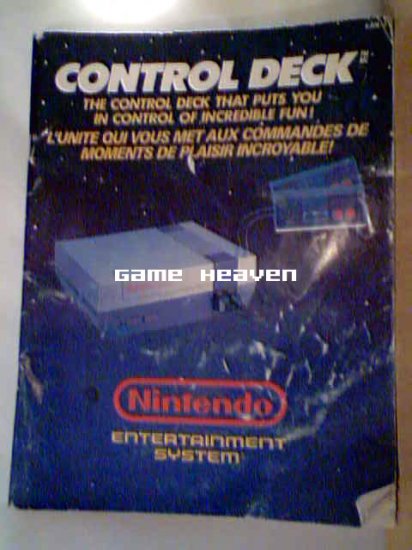 CONTROL DECK™
THE CONTROL DECK THAT PUTS YOU
IN CONTROL OF INCREDIBLE FUN!
L'UNITE QUI VOUS MET AUX COMMANDES DE
MOMENTS DE PLAISIR INCROYABLE!
GAME HEAVEN
Nintendo
ENTERTAINMENT
SYSTEM